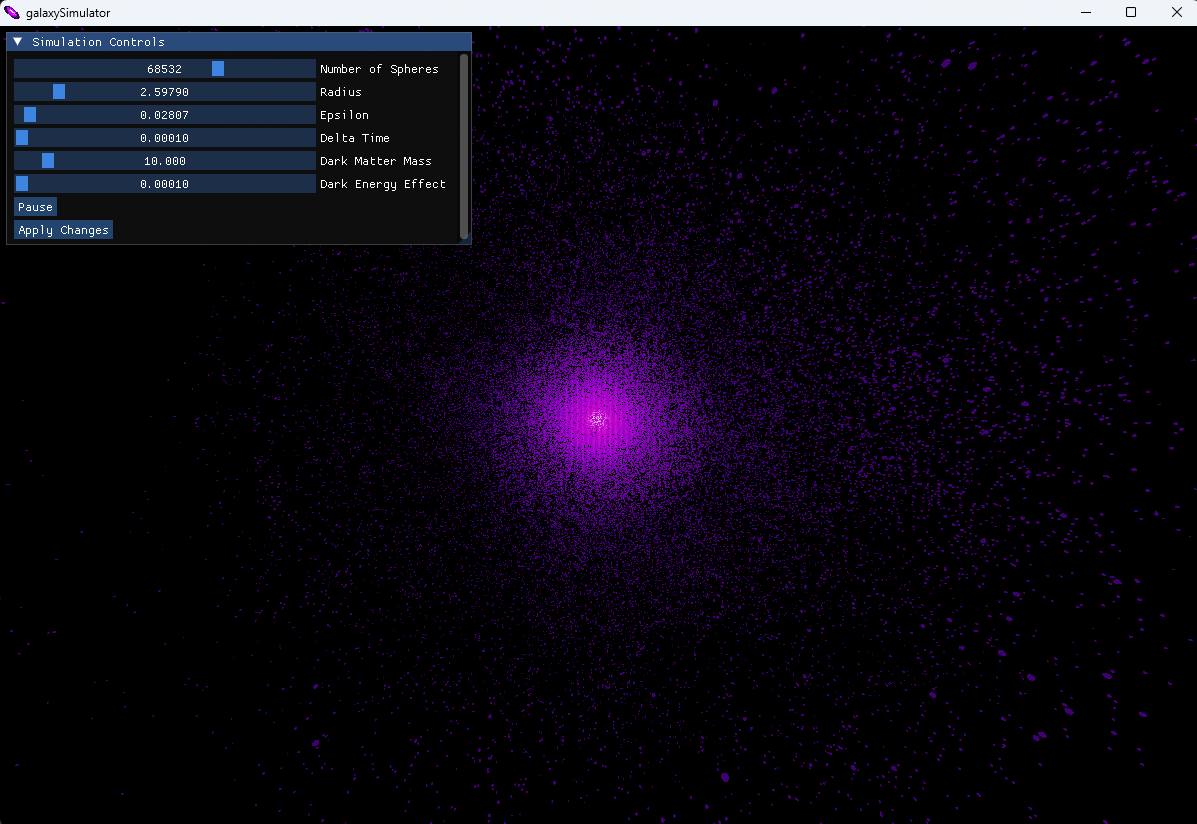 galaxySimulator
Simulation Controls
68532 Number of Spheres
2.59790 Radius
0.02807 Epsilon
0.00010 Delta Time
10.000 Dark Matter Mass
0.00010 Dark Energy Effect
Pause
Apply Changes